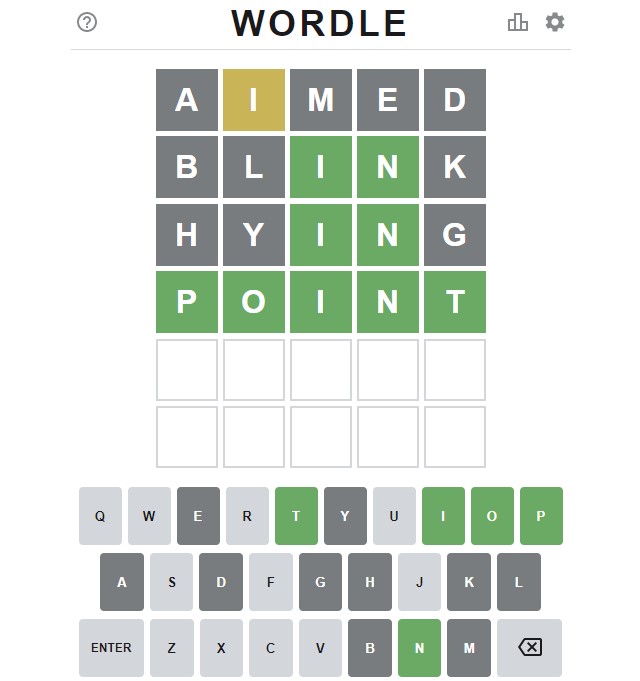 WORDLE
A I M E D
B L I N K
H Y I N G
P O I N T
Q W E R T Y U I O P
A S D F G H J K L
ENTER Z X C V B N M